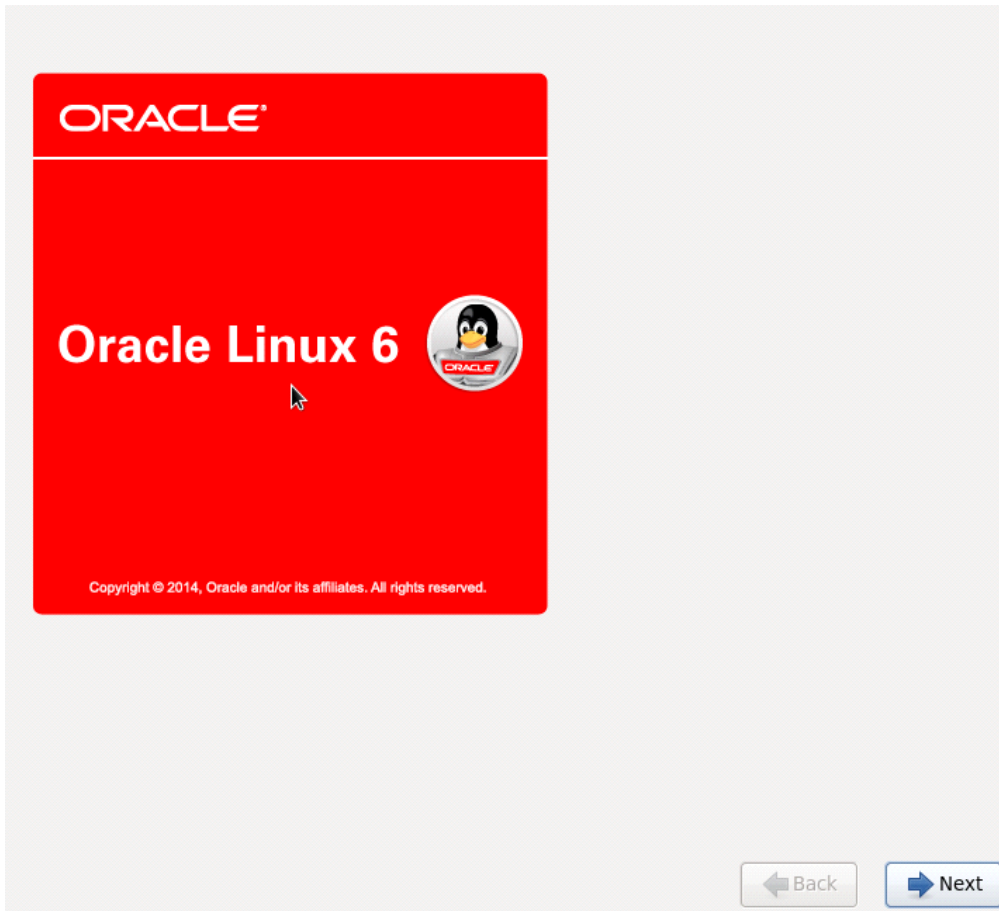 ORACLE®
Oracle Linux 6
ORACLE
Copyright © 2014, Oracle and/or its affiliates. All rights reserved.
Back
Next